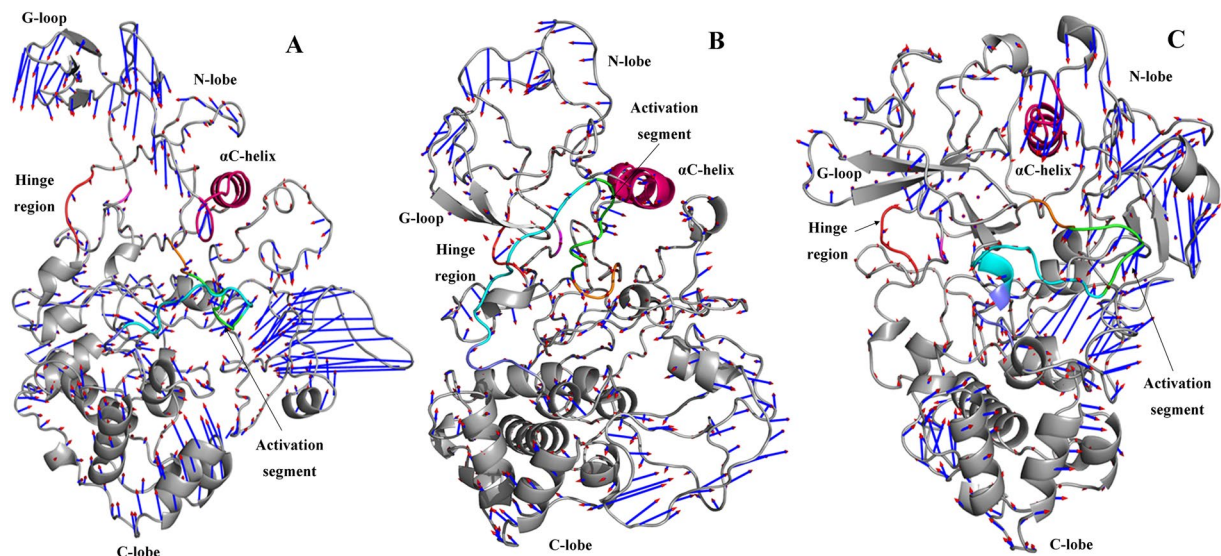 G-loop
A
N-lobe
αC-helix
Hinge
region
Activation
segment
C-lobe
B
N-lobe
Activation
segment
αC-helix
G-loop
Hinge
region
C-lobe
C
N-lobe
G-loop
αC-helix
Hinge
region
Activation
segment
C-lobe